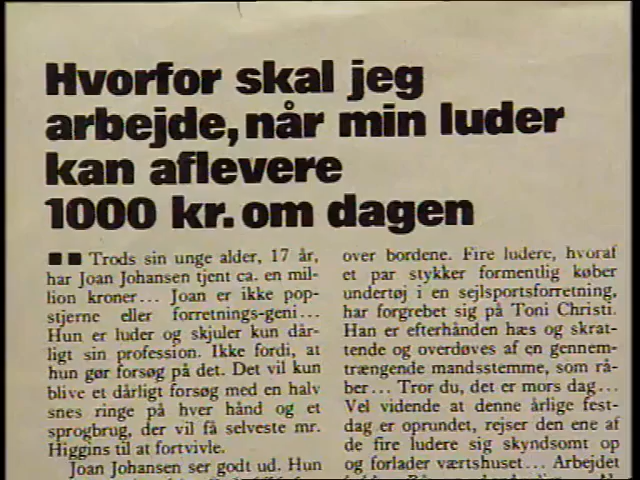 Hvorfor skal jeg
arbejde, når min luder
kan aflevere
1000 kr. om dagen
Trods sin unge alder, 17 år,
har Joan Johansen tjent ca. en mil-
lion kroner... Joan er ikke pop-
stjerne eller forretnings-geni...
Hun er luder og skjuler kun dår-
ligt sin profession. Ikke fordi, at
hun gør forsøg på det. Det vil kun
blive et dårligt forsøg med en halv
snes ringe på hver hånd og et
sprogbrug, der vil få selveste mr.
Higgins til at fortvivle.
Joan Johansen ser godt ud. Hun
over bordene. Fire ludere, hvoraf
et par stykker formentlig køber
undertøj i en sejlsportsforretning,
har forgrebet sig på Toni Christi.
Han er efterhånden hæs og skrat-
tende og overdøves af en gennem-
trængende mandsstemme, som rå-
ber... Tror du, det er mors dag...
Vel vidende at denne årlige fest-
dag er oprundet, rejser den ene af
de fire ludere sig skyndsomt op
og forlader værtshuset... Arbejdet